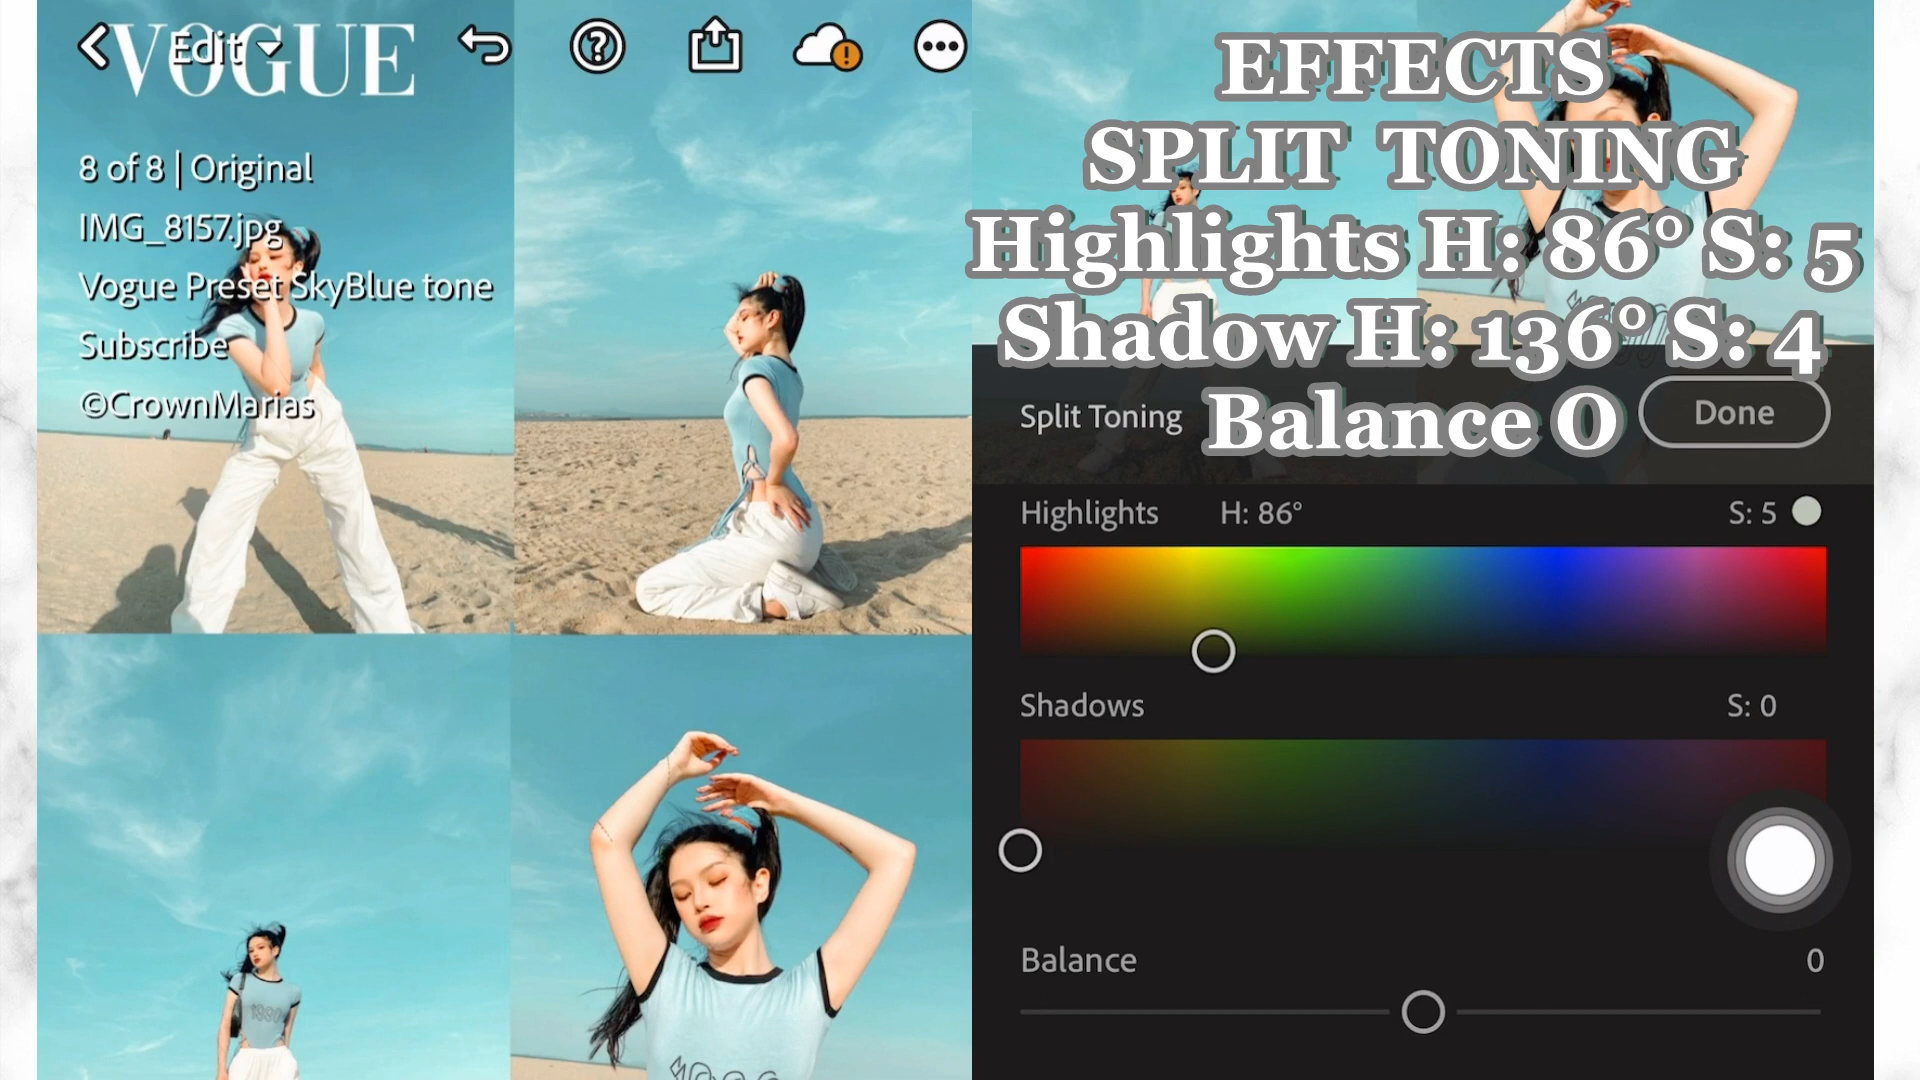 VOGUE
Edit
8 of 8 | Original
IMG_8157.jpg
Vogue Preset SkyBlue tone
Subscribe
©CrownMarias
1990
EFFECTS
SPLIT TONING
Highlights H: 86° S: 5
Shadow H: 136° S: 4
Balance 0
Split Toning
Done
Highlights H: 86° S: 5
Shadows S: 0
Balance 0